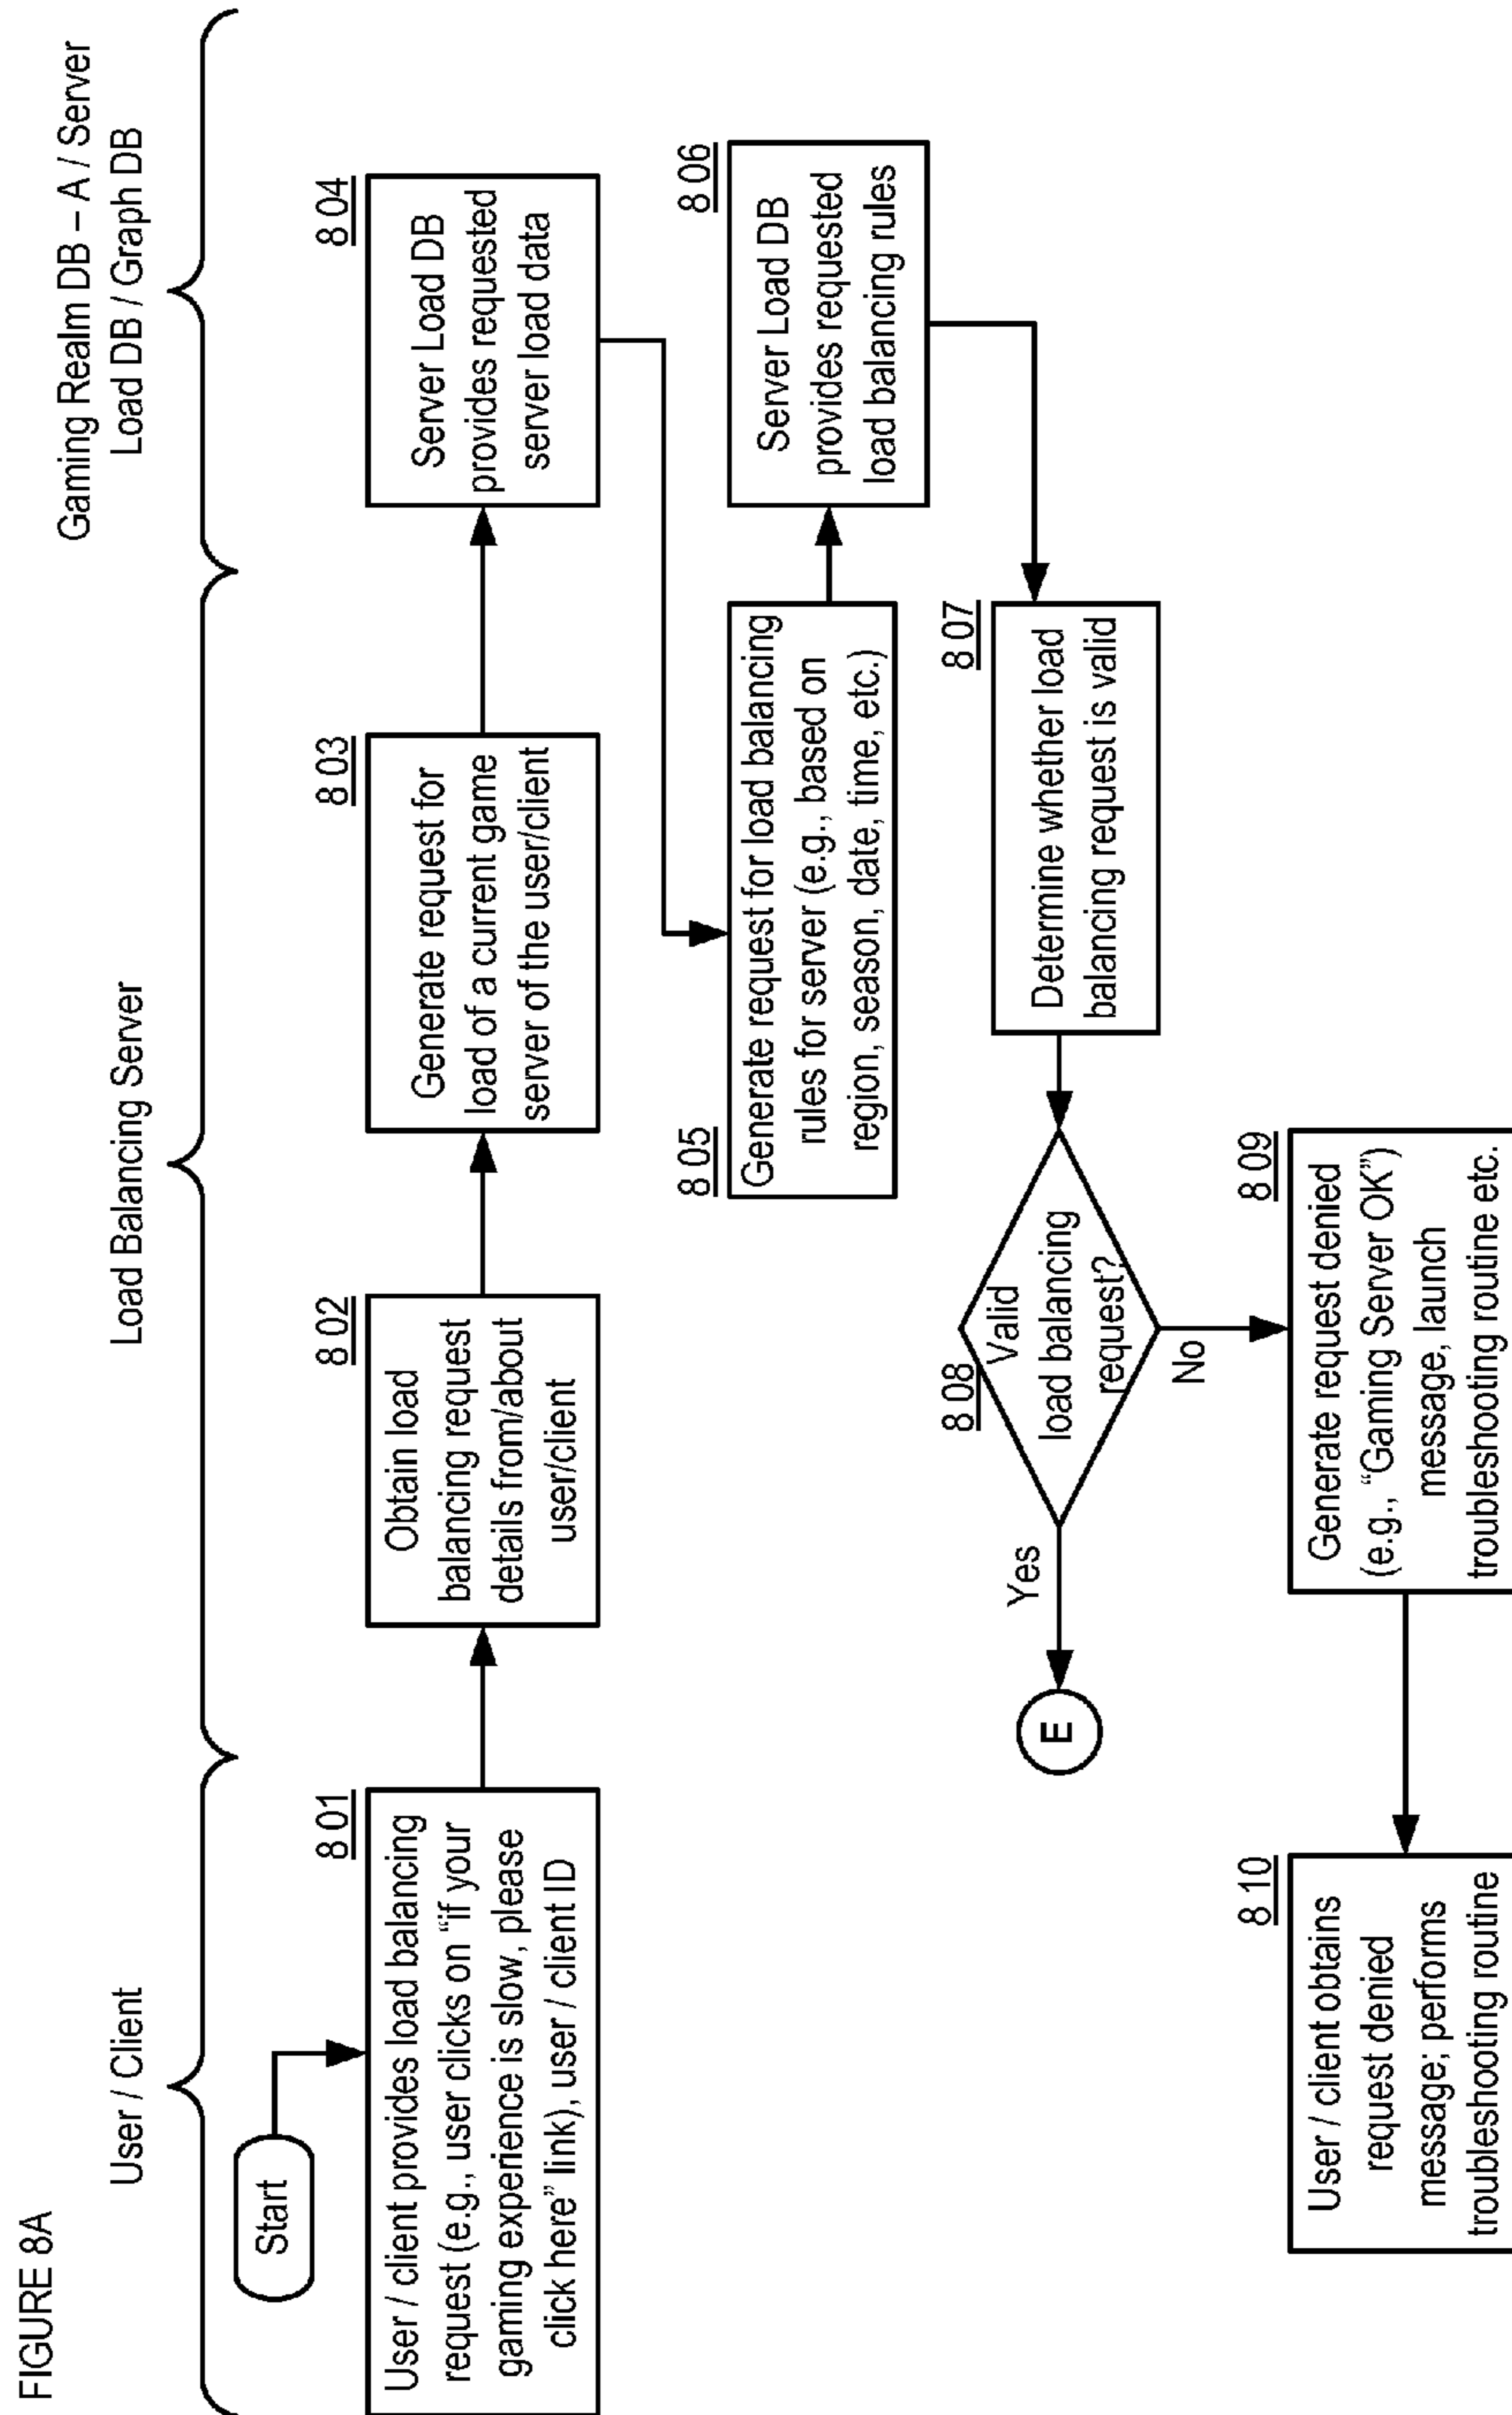 FIGURE 8A
User / Client
Load Balancing Server
Gaming Realm DB – A / Server
Load DB / Graph DB
Start
8 01
User / client provides load balancing
request (e.g., user clicks on “if your
gaming experience is slow, please
click here” link), user / client ID
8 02
Obtain load
balancing request
details from/about
user/client
8 03
Generate request for
load of a current game
server of the user/client
8 04
Server Load DB
provides requested
server load data
8 05
Generate request for load balancing
rules for server (e.g., based on
region, season, date, time, etc.)
8 06
Server Load DB
provides requested
load balancing rules
8 07
Determine whether load
balancing request is valid
8 08
Valid
load balancing
request?
Yes
E
No
8 09
Generate request denied
(e.g., “Gaming Server OK”)
message, launch
troubleshooting routine etc.
8 10
User / client obtains
request denied
message; performs
troubleshooting routine